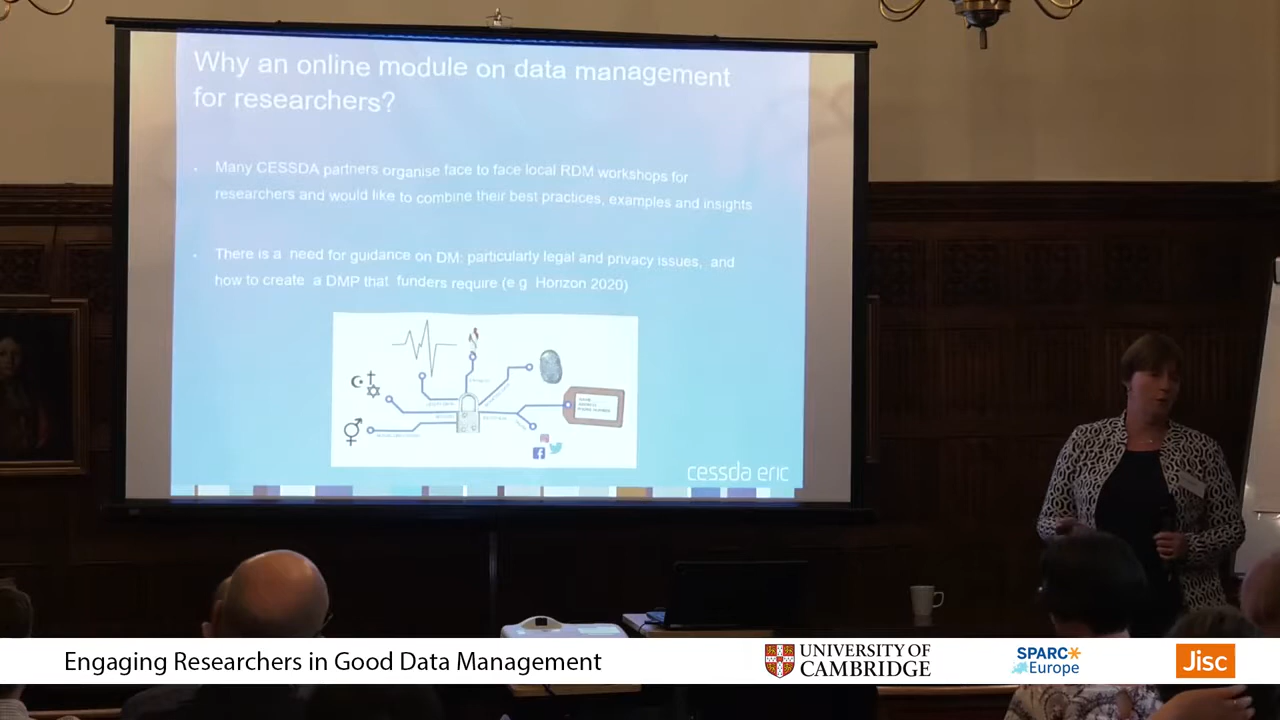 Why an online module on data management
for researchers?
Many CESSDA partners organise face to face local RDM workshops for
researchers and would like to combine their best practices, examples and insights
There is a need for guidance on DM: particularly legal and privacy issues, and
how to create a DMP that funders require (e g Horizon 2020)
cessda eric
Engaging Researchers in Good Data Management
UNIVERSITY OF
CAMBRIDGE
SPARC
Europe
Jisc